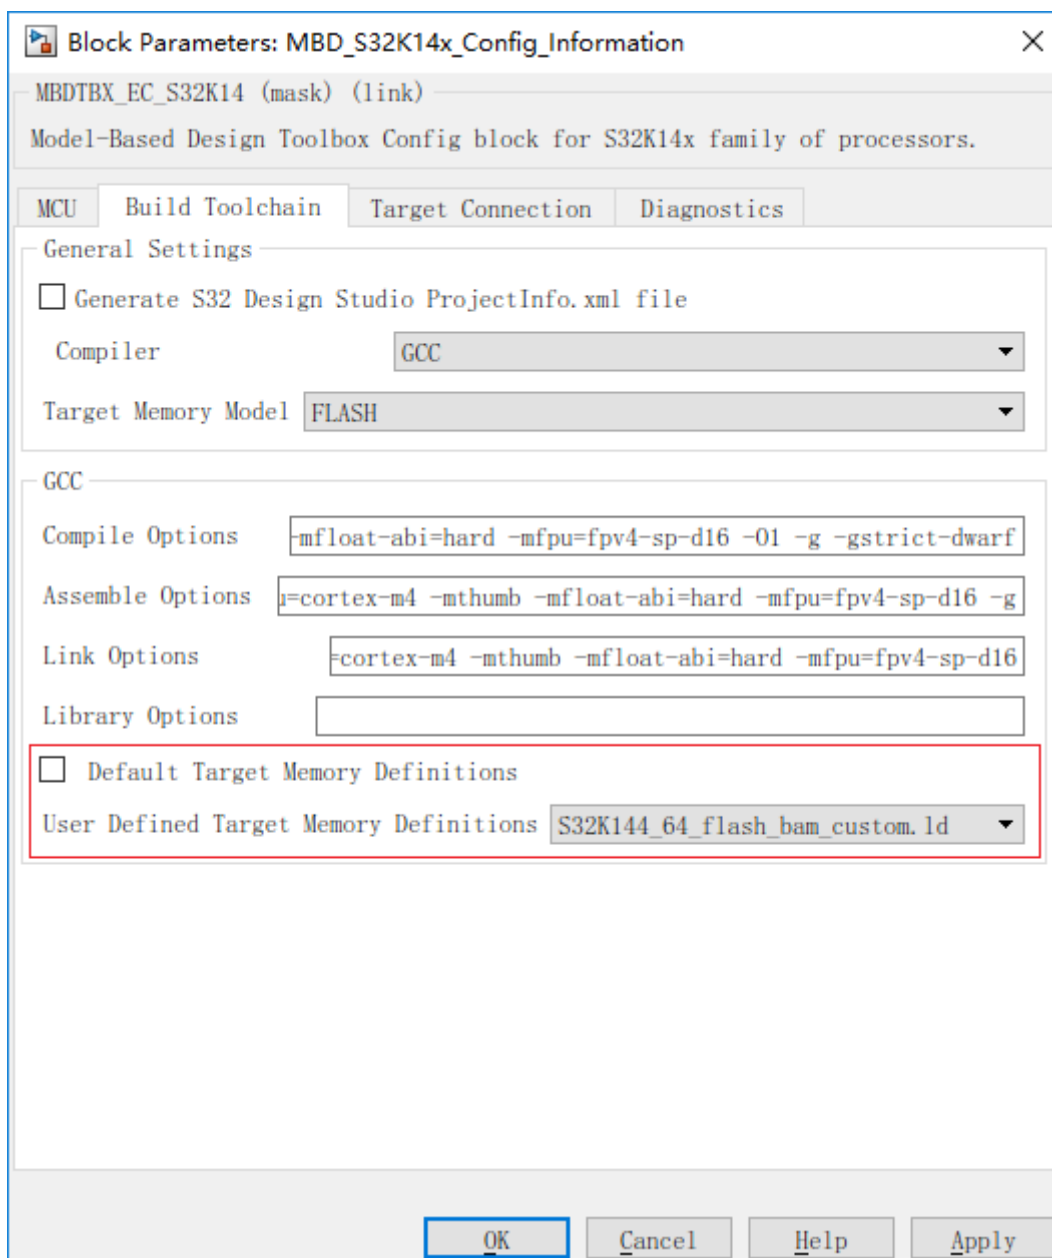 Block Parameters: MBD_S32K14x_Config_Information
MBDTBX_EC_S32K14 (mask) (link)
Model-Based Design Toolbox Config block for S32K14x family of processors.
MCU Build Toolchain Target Connection Diagnostics
General Settings
Generate S32 Design Studio ProjectInfo.xml file
Compiler GCC
Target Memory Model FLASH
GCC
Compile Options -mfloat-abi=hard -mfpu=fpv4-sp-d16 -O1 -g -gstrict-dwarf
Assemble Options =cortex-m4 -mthumb -mfloat-abi=hard -mfpu=fpv4-sp-d16 -g
Link Options =cortex-m4 -mthumb -mfloat-abi=hard -mfpu=fpv4-sp-d16
Library Options
Default Target Memory Definitions
User Defined Target Memory Definitions S32K144_64_flash_bam_custom.ld
OK Cancel Help Apply